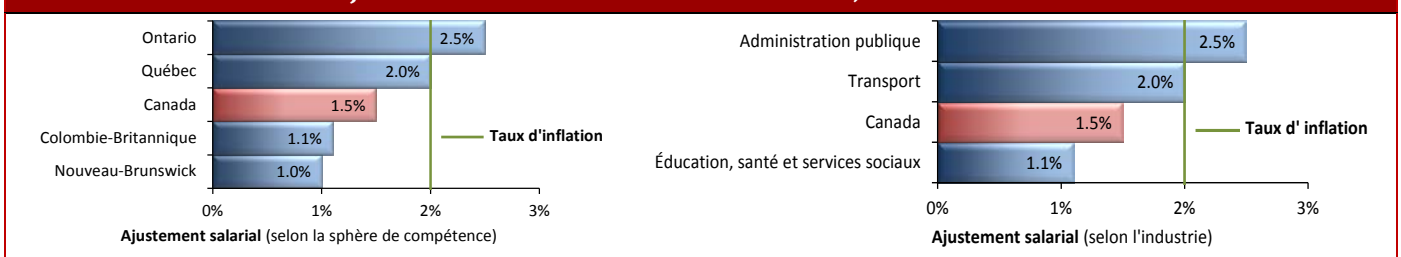 Ontario
2.5%
Québec
2.0%
Canada
1.5%
Colombie-Britannique
1.1%
Nouveau-Brunswick
1.0%
Taux d'inflation
0% 1% 2% 3%
Ajustement salarial (selon la sphère de compétence)
Administration publique
2.5%
Transport
2.0%
Canada
1.5%
Éducation, santé et services sociaux
1.1%
Taux d' inflation
0% 1% 2% 3%
Ajustement salarial (selon l'industrie)